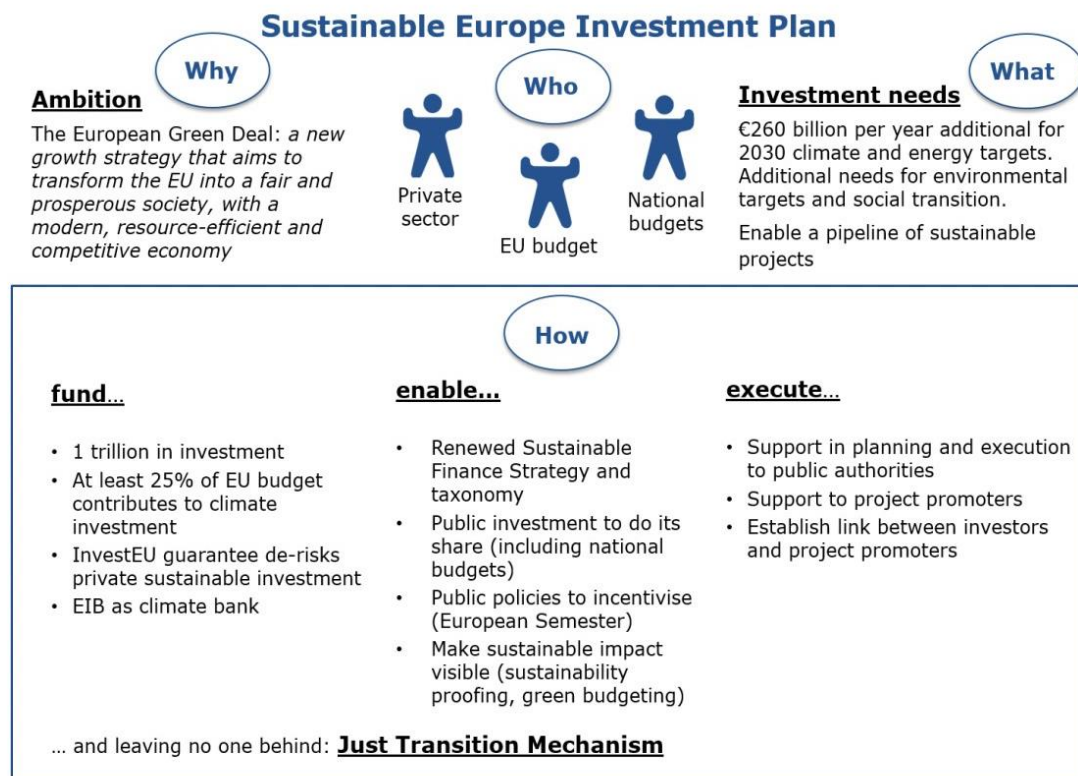 Sustainable Europe Investment Plan
Why
Ambition
The European Green Deal: a new
growth strategy that aims to
transform the EU into a fair and
prosperous society, with a
modern, resource-efficient and
competitive economy
Who
Private
sector
EU budget
National
budgets
What
Investment needs
€260 billion per year additional for
2030 climate and energy targets.
Additional needs for environmental
targets and social transition.
Enable a pipeline of sustainable
projects
How
fund...
• 1 trillion in investment
• At least 25% of EU budget
contributes to climate
investment
• InvestEU guarantee de-risks
private sustainable investment
• EIB as climate bank
enable...
• Renewed Sustainable
Finance Strategy and
taxonomy
• Public investment to do its
share (including national
budgets)
• Public policies to incentivise
(European Semester)
• Make sustainable impact
visible (sustainability
proofing, green budgeting)
execute...
• Support in planning and execution
to public authorities
• Support to project promoters
• Establish link between investors
and project promoters
... and leaving no one behind: Just Transition Mechanism